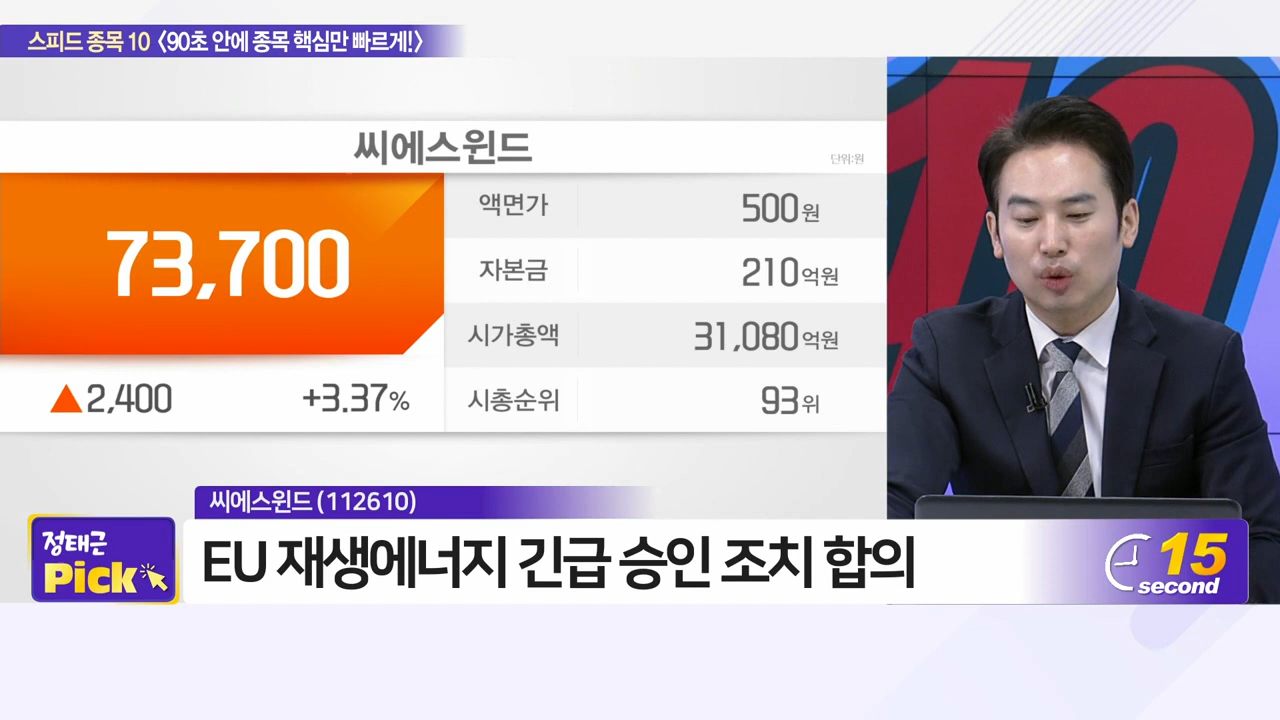 스피드 종목 10 〈90초 안에 종목 핵심만 빠르게!〉
씨에스윈드
단위:원
73,700
▲2,400 +3.37%
액면가 500원
자본금 210억원
시가총액 31,080억원
시총순위 93위
10
씨에스윈드 (112610)
정태근
Pick
EU 재생에너지 긴급 승인 조치 합의
15
second